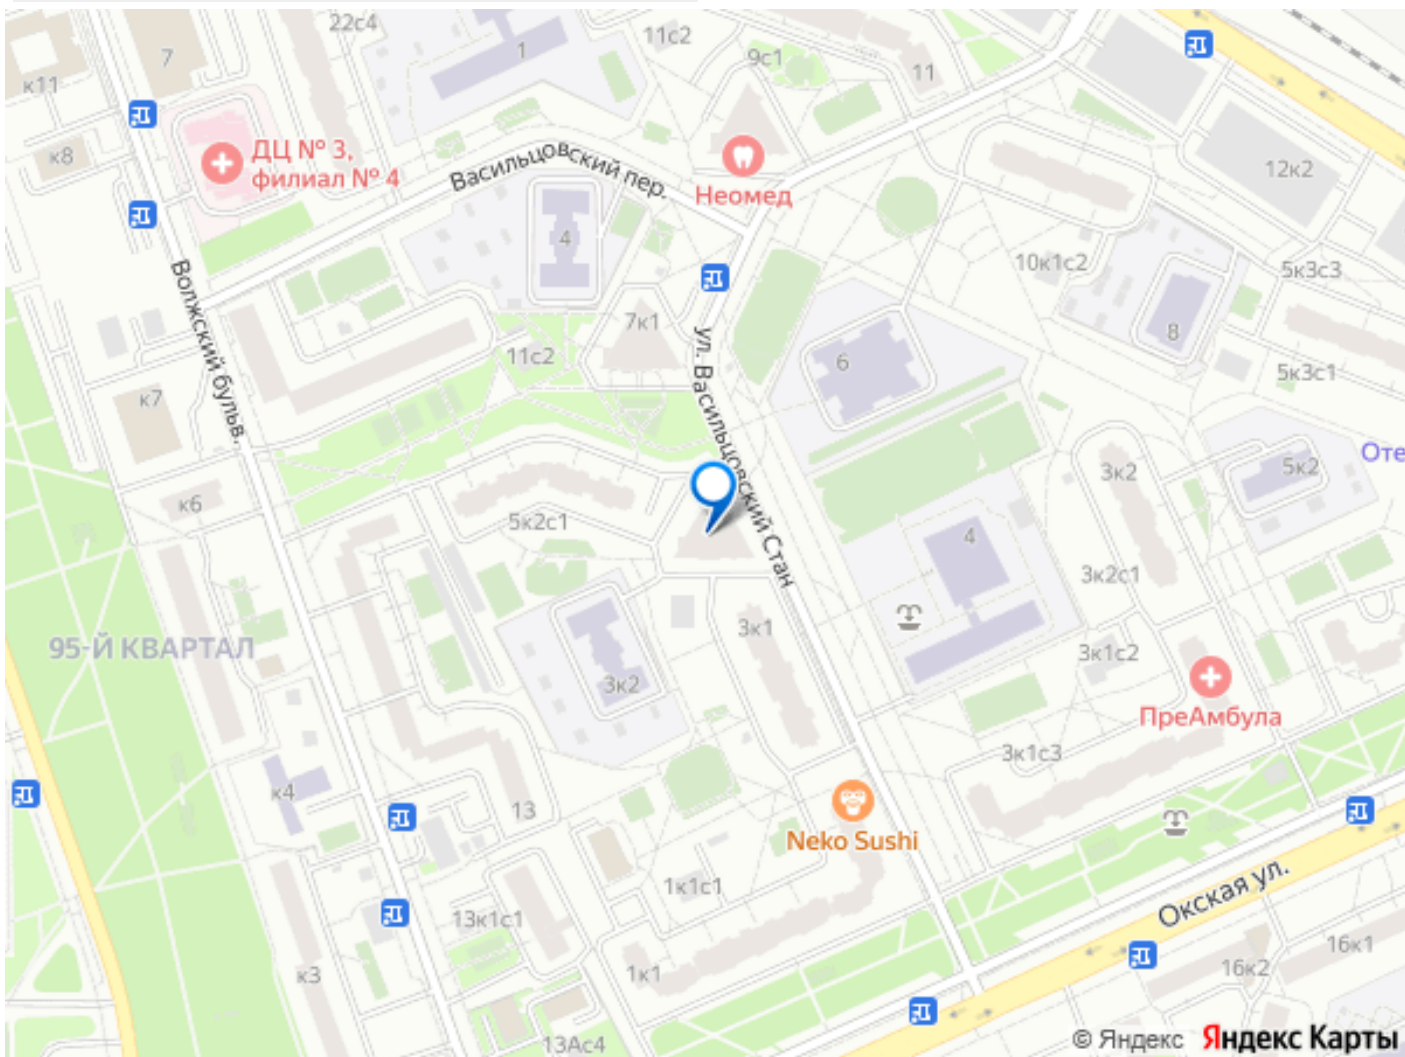 22с4
11с2
9с1
1
7
11
к11
к8
ДЦ № 3,
филиал № 4
Васильцовский пер.
Неомед
12к2
4
10к1с2
5к3с3
Волжский бульв.
7к1
ул. Васильцовский Стан
8
11с2
6
5к3с1
к7
Оте
3к2
5к2
к6
5к2с1
4
3к2с1
3к1
95-Й КВАРТАЛ
3к1с2
3к2
ПреАмбула
3к1с3
к4
13
Neko Sushi
1к1с1
Окская ул.
13к1с1
16к1
16к2
к3
1к1
13Ас4
© Яндекс Яндекс Карты